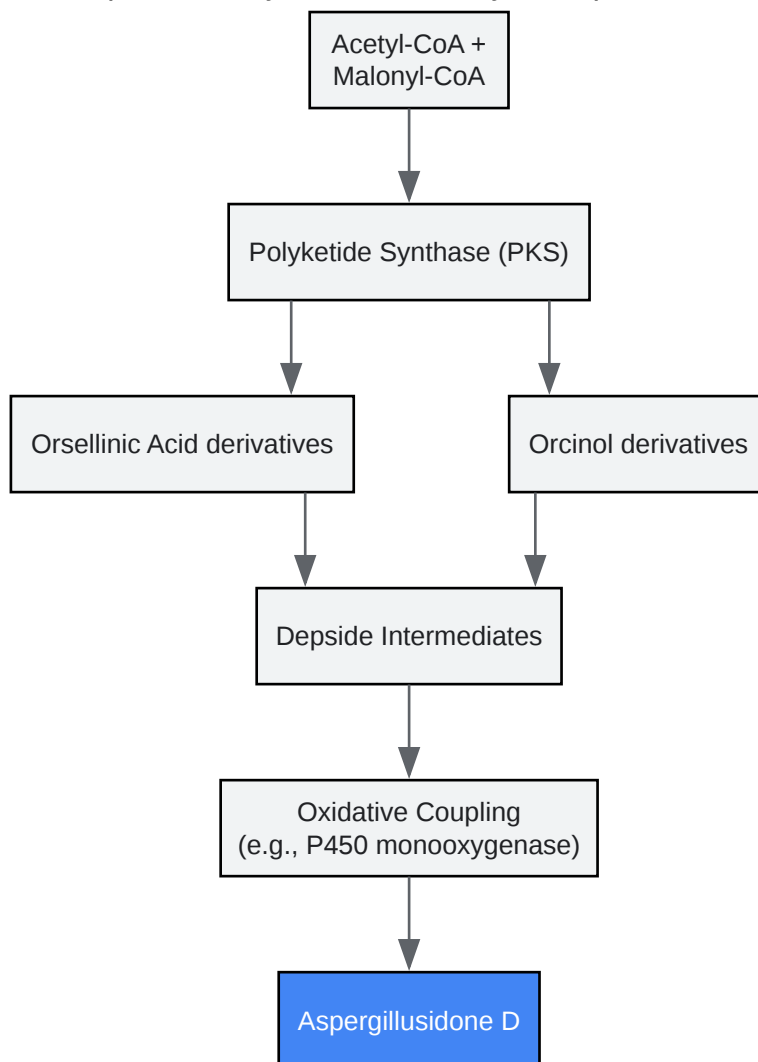 Acetyl-CoA +
Malonyl-CoA
Polyketide Synthase (PKS)
Orsellinic Acid derivatives
Orcinol derivatives
Depside Intermediates
Oxidative Coupling
(e.g., P450 monooxygenase)
Aspergillusidone D